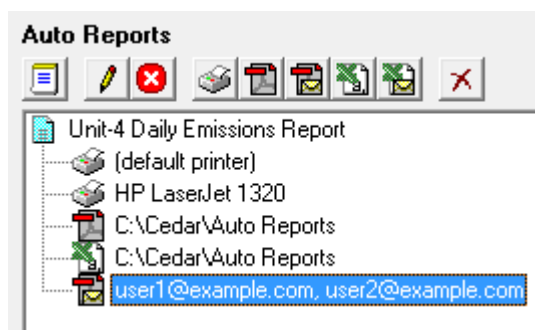 Auto Reports
Unit-4 Daily Emissions Report
(default printer)
HP LaserJet 1320
C:\Cedar\Auto Reports
C:\Cedar\Auto Reports
user1@example.com, user2@example.com